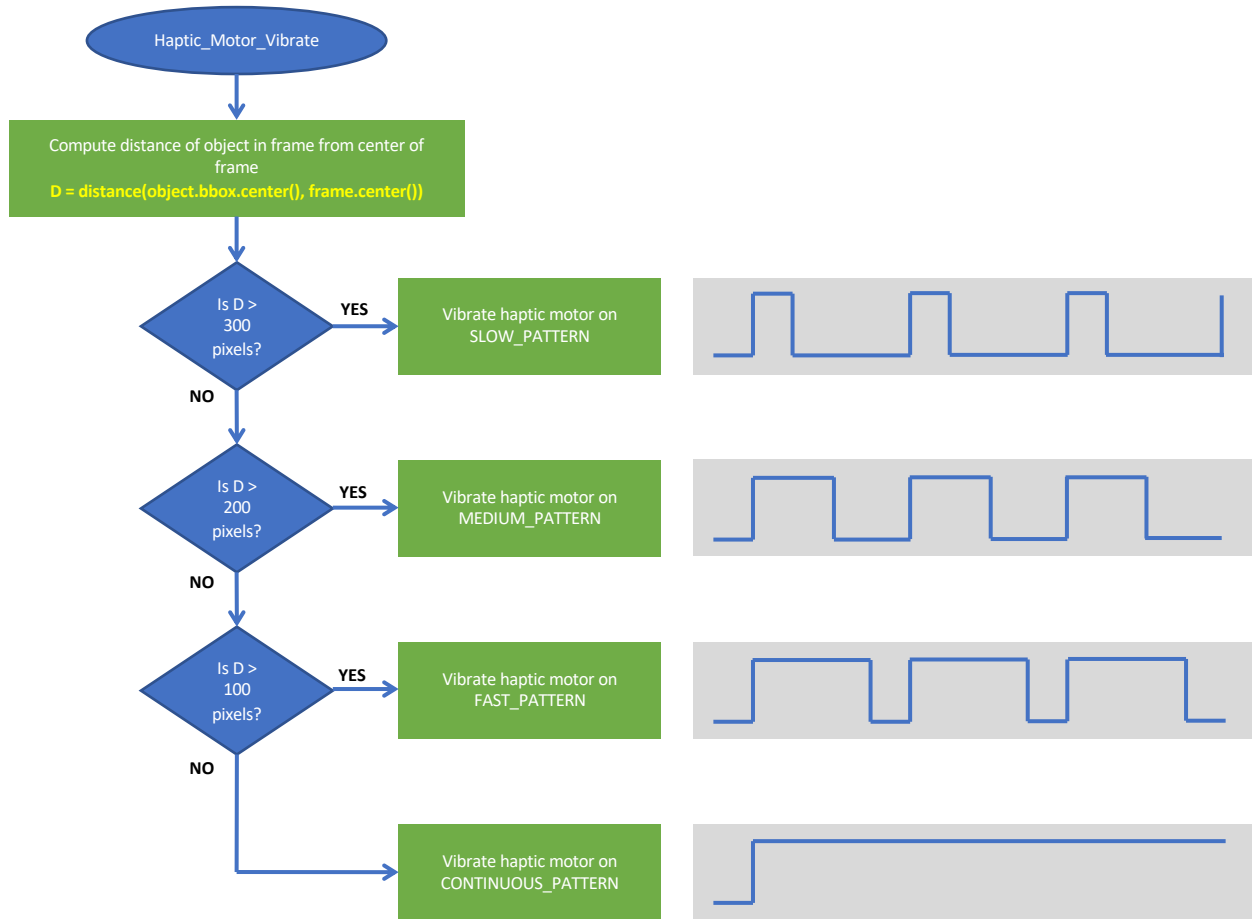 Haptic_Motor_Vibrate
Compute distance of object in frame from center of
frame
D = distance(object.bbox.center(), frame.center())
Is D >
300
pixels?
YES
Vibrate haptic motor on
SLOW_PATTERN
NO
Is D >
200
pixels?
YES
Vibrate haptic motor on
MEDIUM_PATTERN
NO
Is D >
100
pixels?
YES
Vibrate haptic motor on
FAST_PATTERN
NO
Vibrate haptic motor on
CONTINUOUS_PATTERN